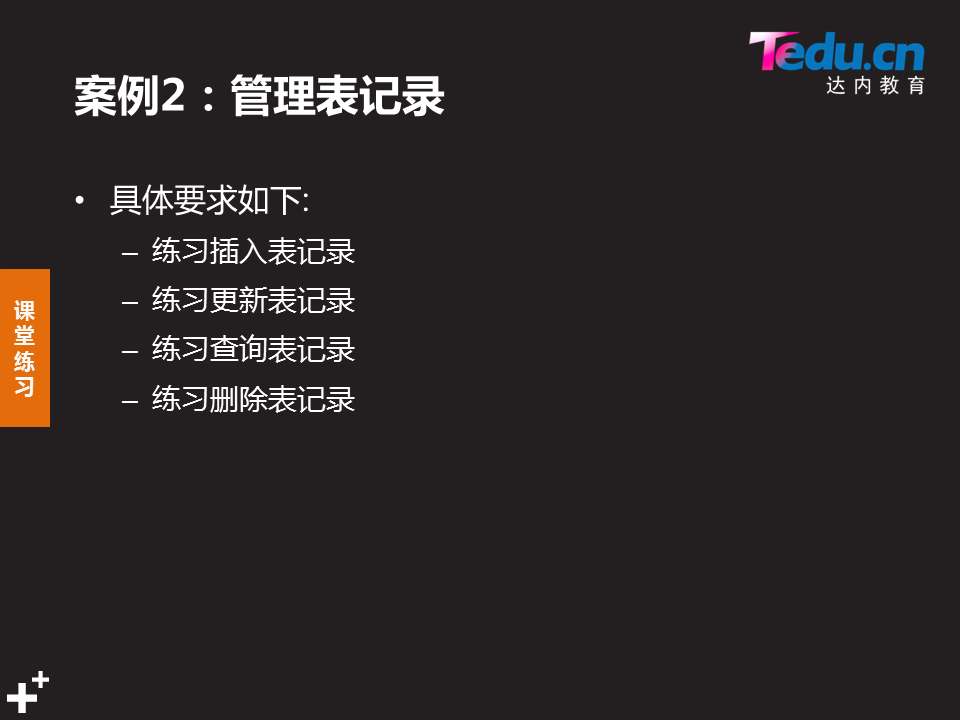 Tedu.cn
达内教育
案例2：管理表记录
• 具体要求如下:
– 练习插入表记录
– 练习更新表记录
– 练习查询表记录
– 练习删除表记录
课堂练习